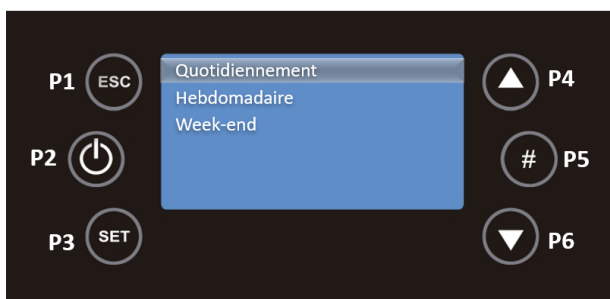 P1 ESC
P2
P3 SET
Quotidiennement
Hebdomadaire
Week-end
P4
# P5
P6